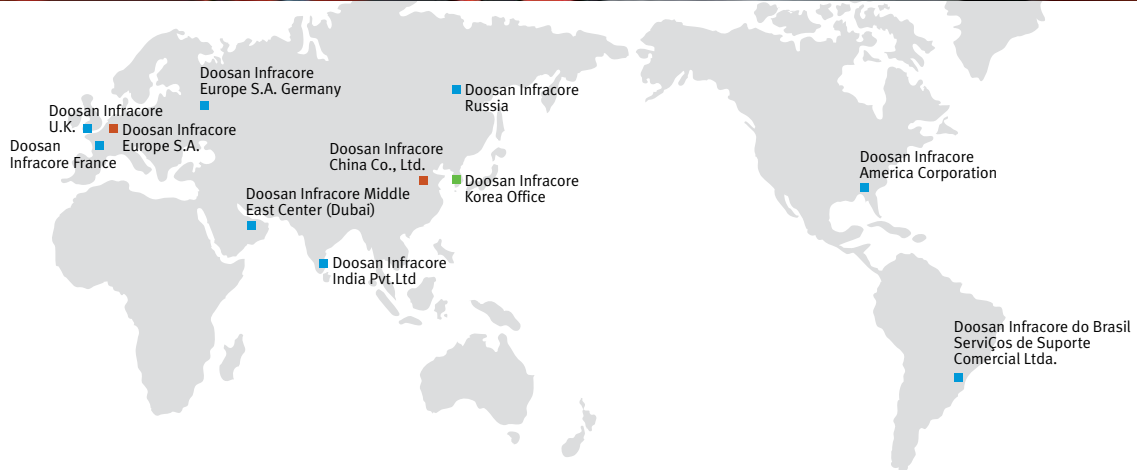 Doosan Infracore
Europe S.A. Germany
Doosan Infracore
Russia
Doosan Infracore
U.K.
Doosan Infracore
Europe S.A.
Doosan
Infracore France
Doosan Infracore
China Co., Ltd.
Doosan Infracore
Korea Office
Doosan Infracore
America Corporation
Doosan Infracore Middle
East Center (Dubai)
Doosan Infracore
India Pvt.Ltd
Doosan Infracore do Brasil
ServiÇos de Suporte
Comercial Ltda.